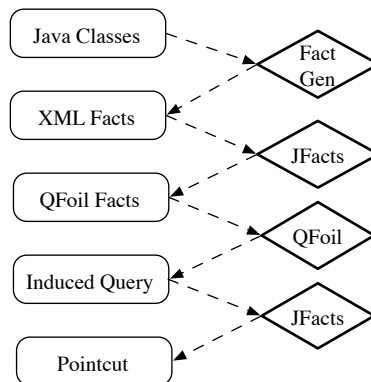 Java Classes
Fact
Gen
XML Facts
JFacts
QFoil Facts
QFoil
Induced Query
JFacts
Pointcut